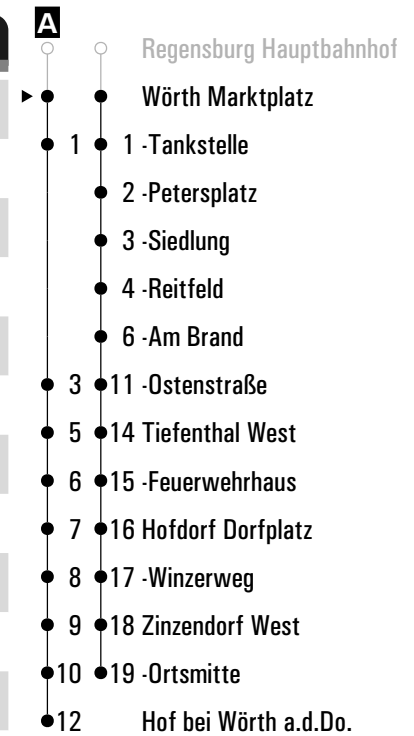 A
Regensburg Hauptbahnhof
Wörth Marktplatz
1 1 -Tankstelle
2 -Petersplatz
3 -Siedlung
4 -Reitfeld
6 -Am Brand
3 11 -Ostenstraße
5 14 Tiefenthal West
6 15 -Feuerwehrhaus
7 16 Hofdorf Dorfplatz
8 17 -Winzerweg
9 18 Zinzendorf West
10 19 -Ortsmitte
12 Hof bei Wörth a.d.Do.